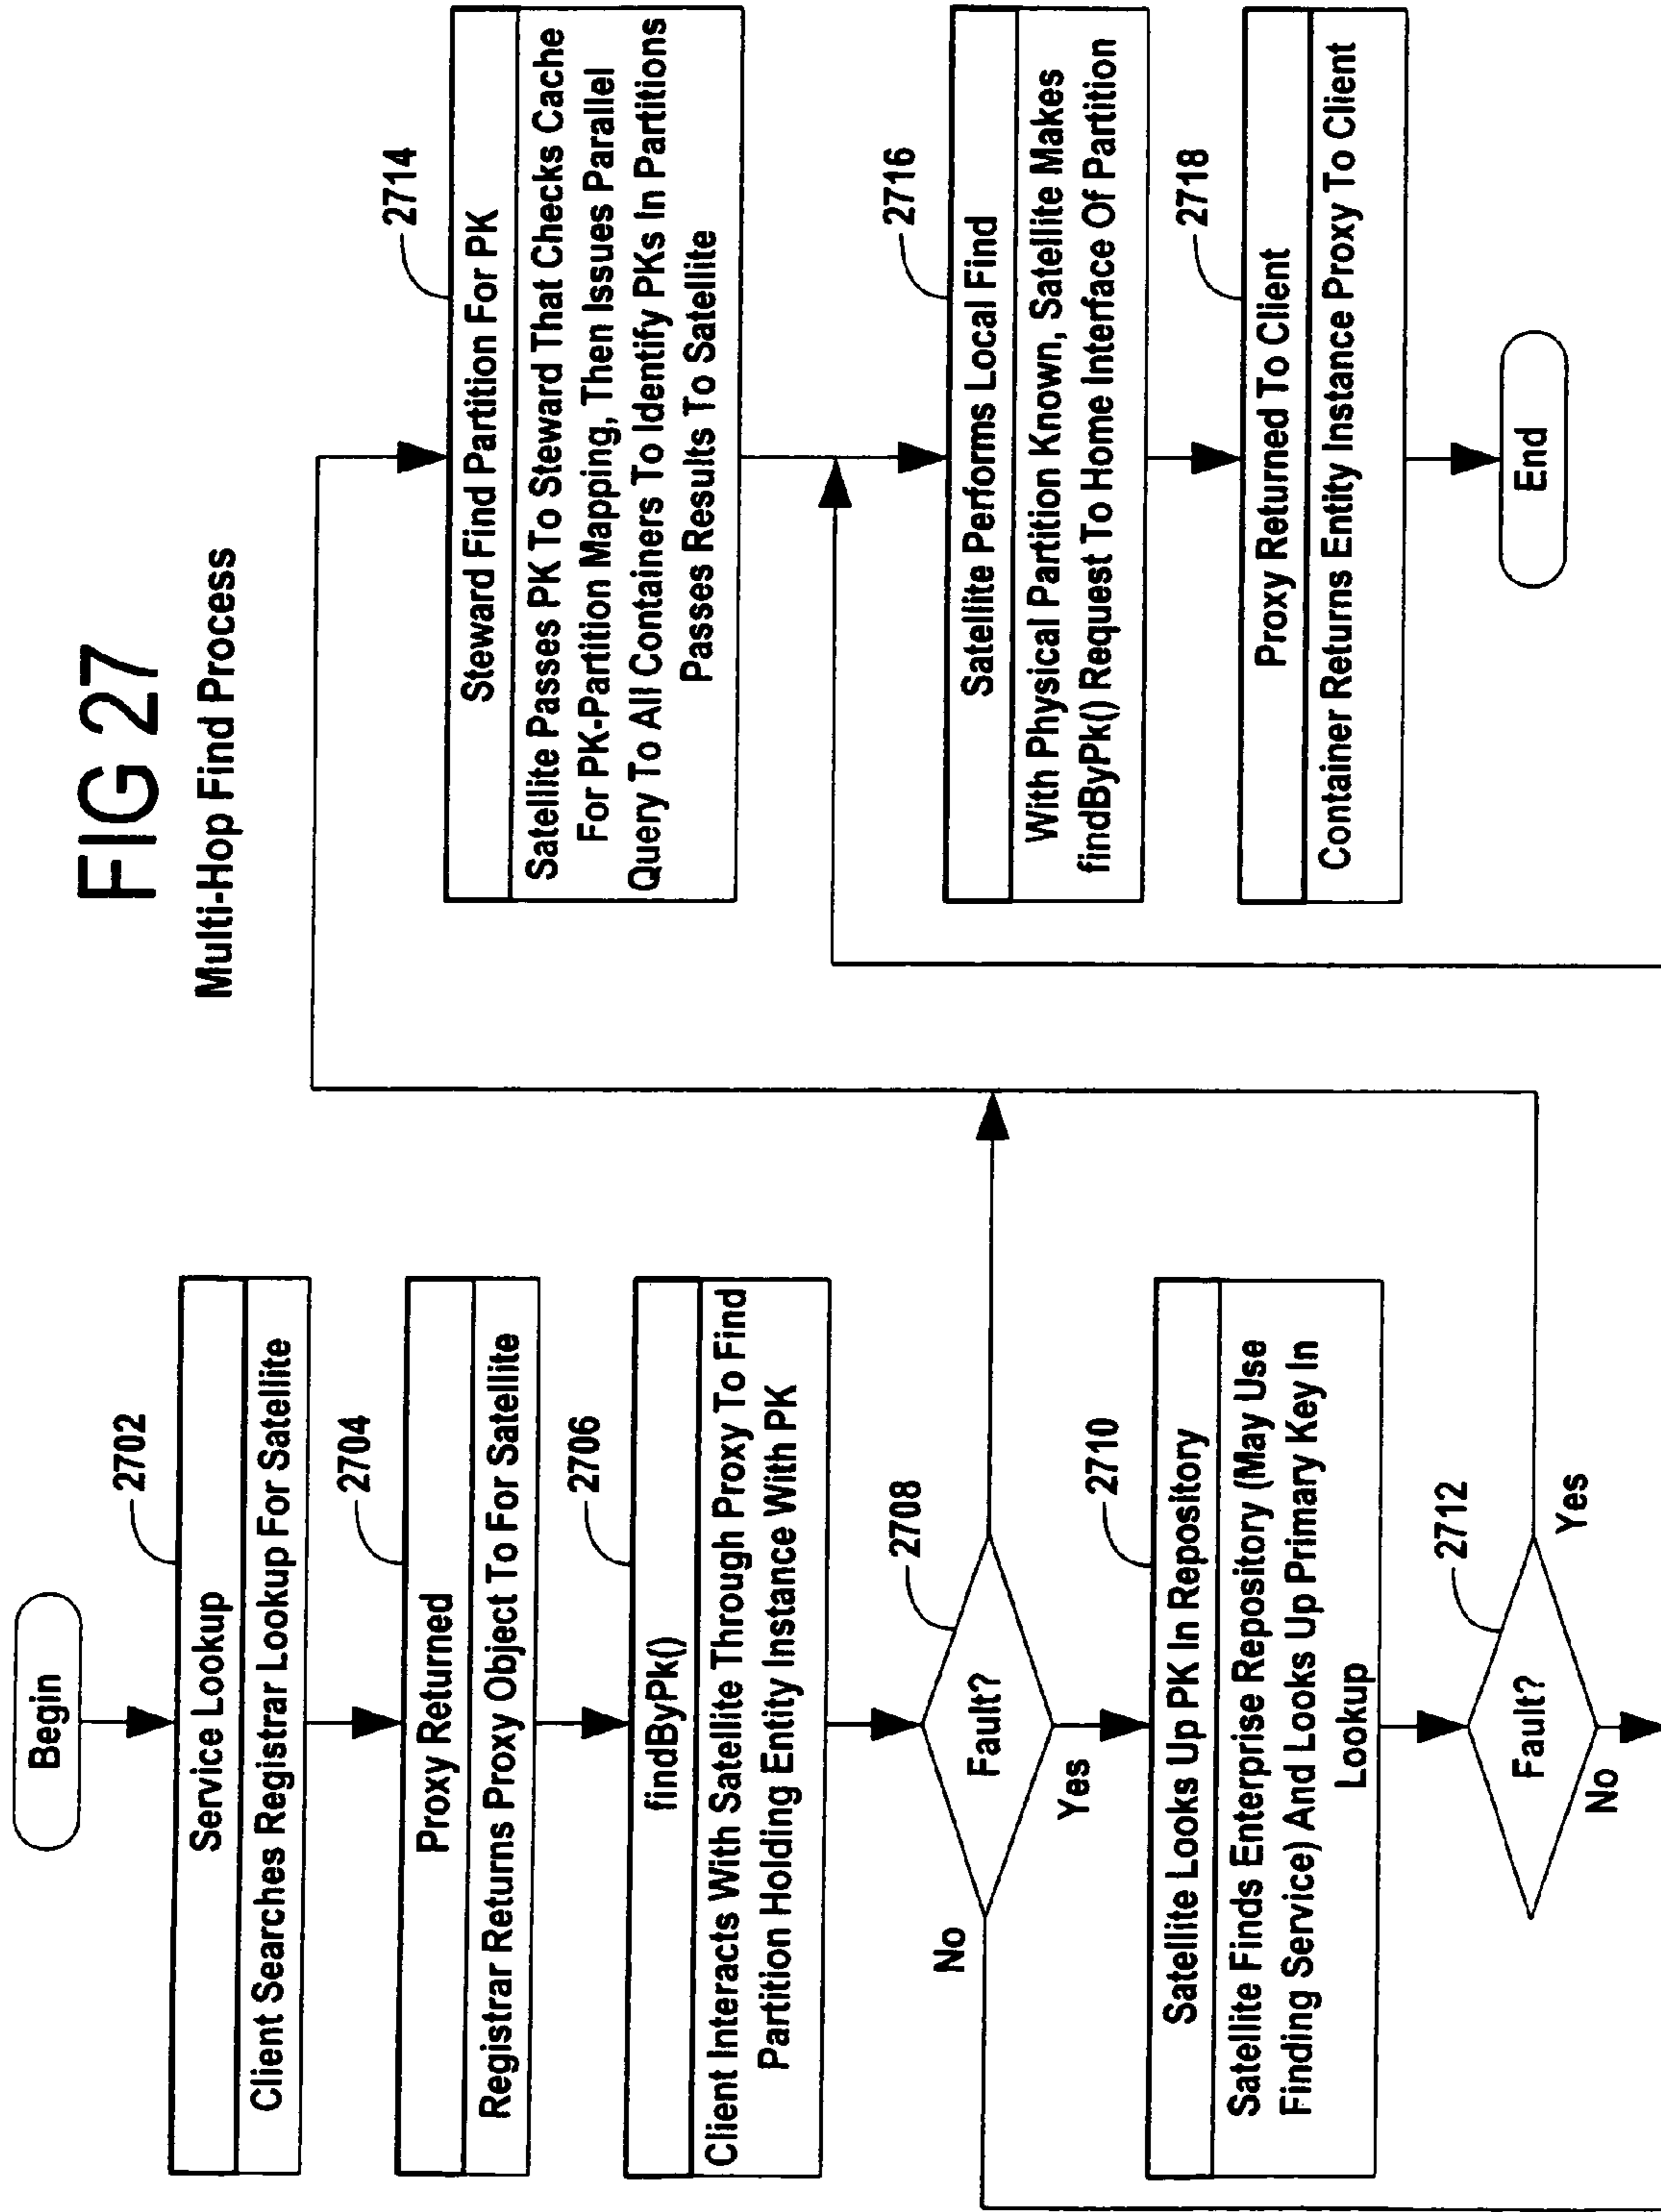 FIG 27
Multi-Hop Find Process
Begin
2702
Service Lookup
Client Searches Registrar Lookup For Satellite
2704
Proxy Returned
Registrar Returns Proxy Object To For Satellite
2706
findByPk()
Client Interacts With Satellite Through Proxy To Find
Partition Holding Entity Instance With PK
2708
Fault?
No
Yes
2710
Satellite Looks Up PK In Repository
Satellite Finds Enterprise Repository (May Use
Finding Service) And Looks Up Primary Key In
Lookup
2712
Fault?
Yes
No
2714
Steward Find Partition For PK
Satellite Passes PK To Steward That Checks Cache
For PK-Partition Mapping, Then Issues Parallel
Query To All Containers To Identify PKs In Partitions
Passes Results To Satellite
2716
Satellite Performs Local Find
With Physical Partition Known, Satellite Makes
findByPk() Request To Home Interface Of Partition
2718
Proxy Returned To Client
Container Returns Entity Instance Proxy To Client
End